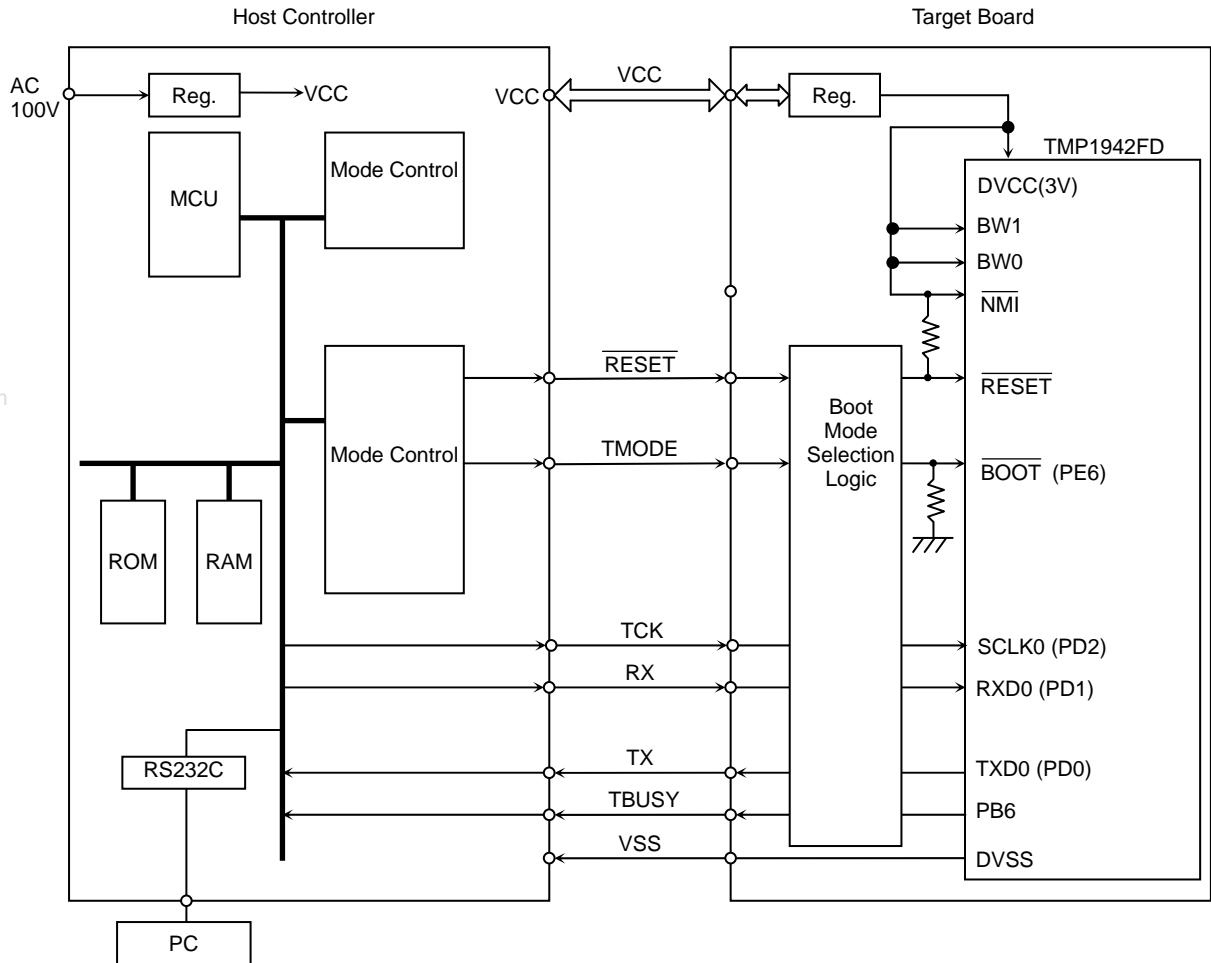 Host Controller
Target Board
AC
100V
Reg.
VCC
VCC
VCC
Reg.
TMP1942FD
MCU
Mode Control
DVCC(3V)
BW1
BW0
NMI
RESET
RESET
Mode Control
Boot
Mode
Selection
Logic
TMODE
BOOT (PE6)
ROM
RAM
TCK
SCLK0 (PD2)
RX
RXD0 (PD1)
RS232C
TX
TXD0 (PD0)
TBUSY
PB6
VSS
DVSS
PC